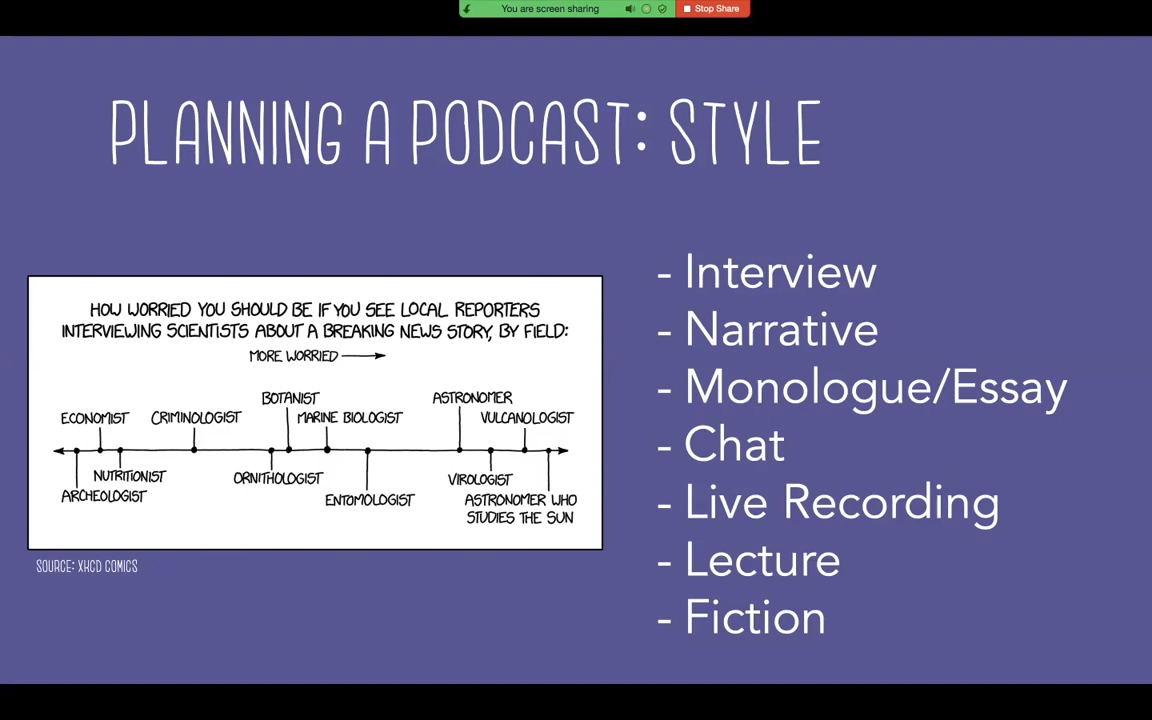 You are screen sharing
Stop Share
PLANNING A PODCAST: STYLE
HOW WORRIED YOU SHOULD BE IF YOU SEE LOCAL REPORTERS
INTERVIEWING SCIENTISTS ABOUT A BREAKING NEWS STORY, BY FIELD:
MORE WORRIED
BOTANIST
ASTRONOMER
ECONOMIST
CRIMINOLOGIST
MARINE BIOLOGIST
VULCANOLOGIST
NUTRITIONIST
ORNITHOLOGIST
VIROLOGIST
ARCHEOLOGIST
ENTOMOLOGIST
ASTRONOMER WHO
STUDIES THE SUN
SOURCE: XKCD COMICS
- Interview
- Narrative
- Monologue/Essay
- Chat
- Live Recording
- Lecture
- Fiction